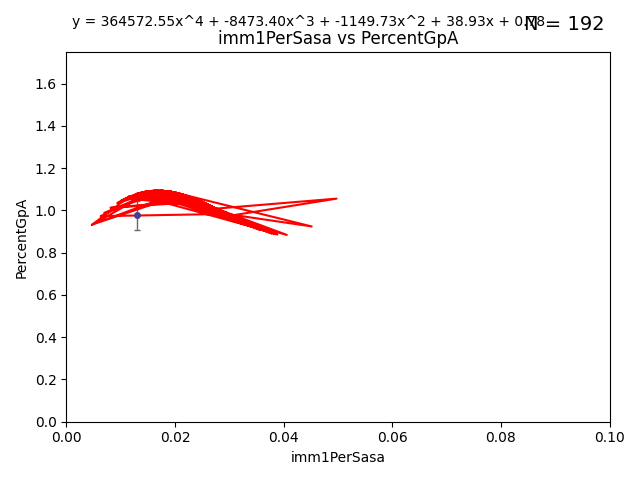 y = 364572.55x^4 + -8473.40x^3 + -1149.73x^2 + 38.93x + 0.78
N = 192
imm1PerSasa vs PercentGpA
1.6
1.4
1.2
1.0
0.8
0.6
0.4
0.2
0.0
PercentGpA
0.00 0.02 0.04 0.06 0.08 0.10
imm1PerSasa